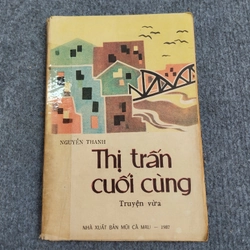 NGUYỄN THANH
Thị trấn
cuối cùng
Truyện vừa
NHÀ XUẤT BẢN MŨI CÀ MAU — 1987